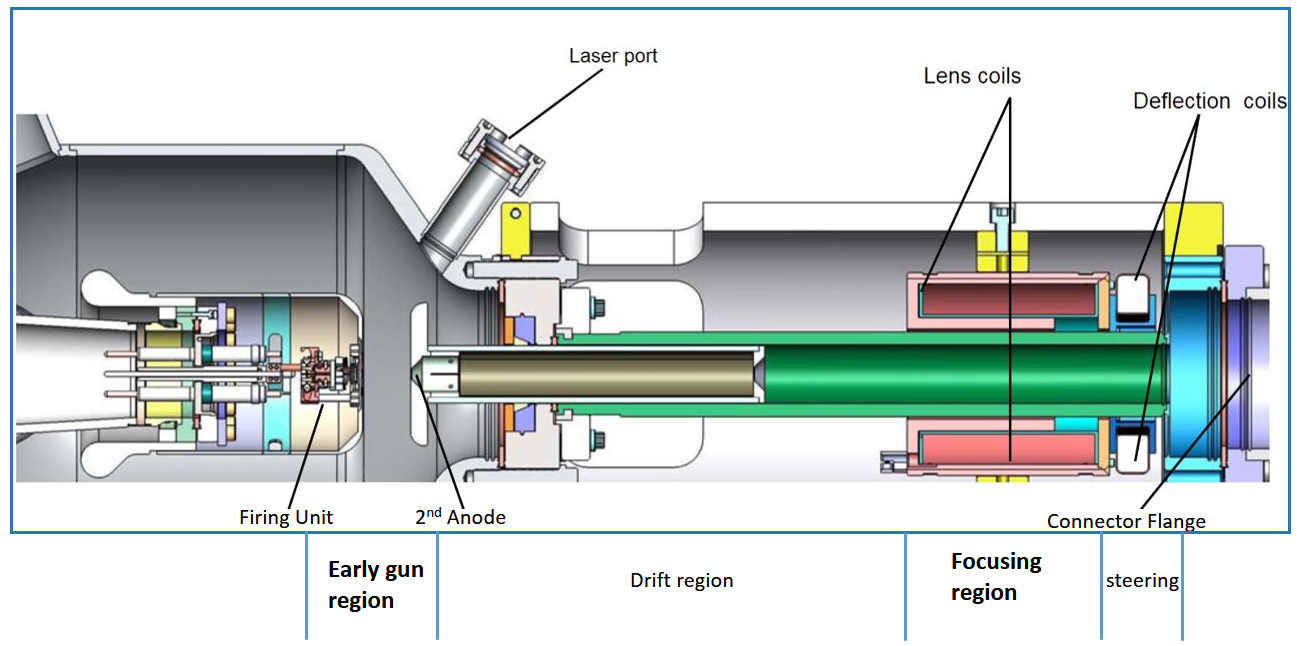 Laser port
Lens coils
Deflection coils
Firing Unit
2nd Anode
Connector Flange
Early gun
region
Drift region
Focusing
region
steering